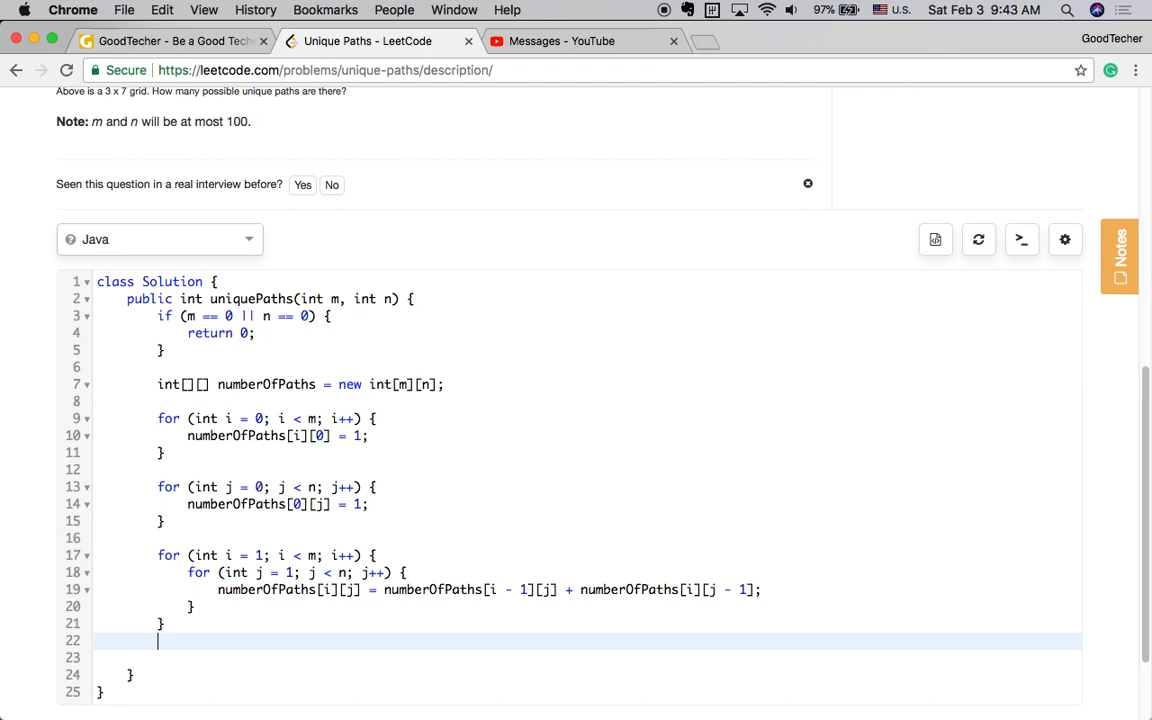 Chrome File Edit View History Bookmarks People Window Help 97% U.S. Sat Feb 3 9:43 AM
GoodTecher - Be a Good Teche Unique Paths - LeetCode Messages - YouTube GoodTecher
Secure https://leetcode.com/problems/unique-paths/description/
Above is a 3 x 7 grid. How many possible unique paths are there?
Note: m and n will be at most 100.
Seen this question in a real interview before? Yes No
Java
Notes
1 class Solution {
2 public int uniquePaths(int m, int n) {
3 if (m == 0 || n == 0) {
4 return 0;
5 }
6
7 int[][] numberOfPaths = new int[m][n];
8
9 for (int i = 0; i < m; i++) {
10 numberOfPaths[i][0] = 1;
11 }
12
13 for (int j = 0; j < n; j++) {
14 numberOfPaths[0][j] = 1;
15 }
16
17 for (int i = 1; i < m; i++) {
18 for (int j = 1; j < n; j++) {
19 numberOfPaths[i][j] = numberOfPaths[i - 1][j] + numberOfPaths[i][j - 1];
20 }
21 }
22
23
24 }
25 }